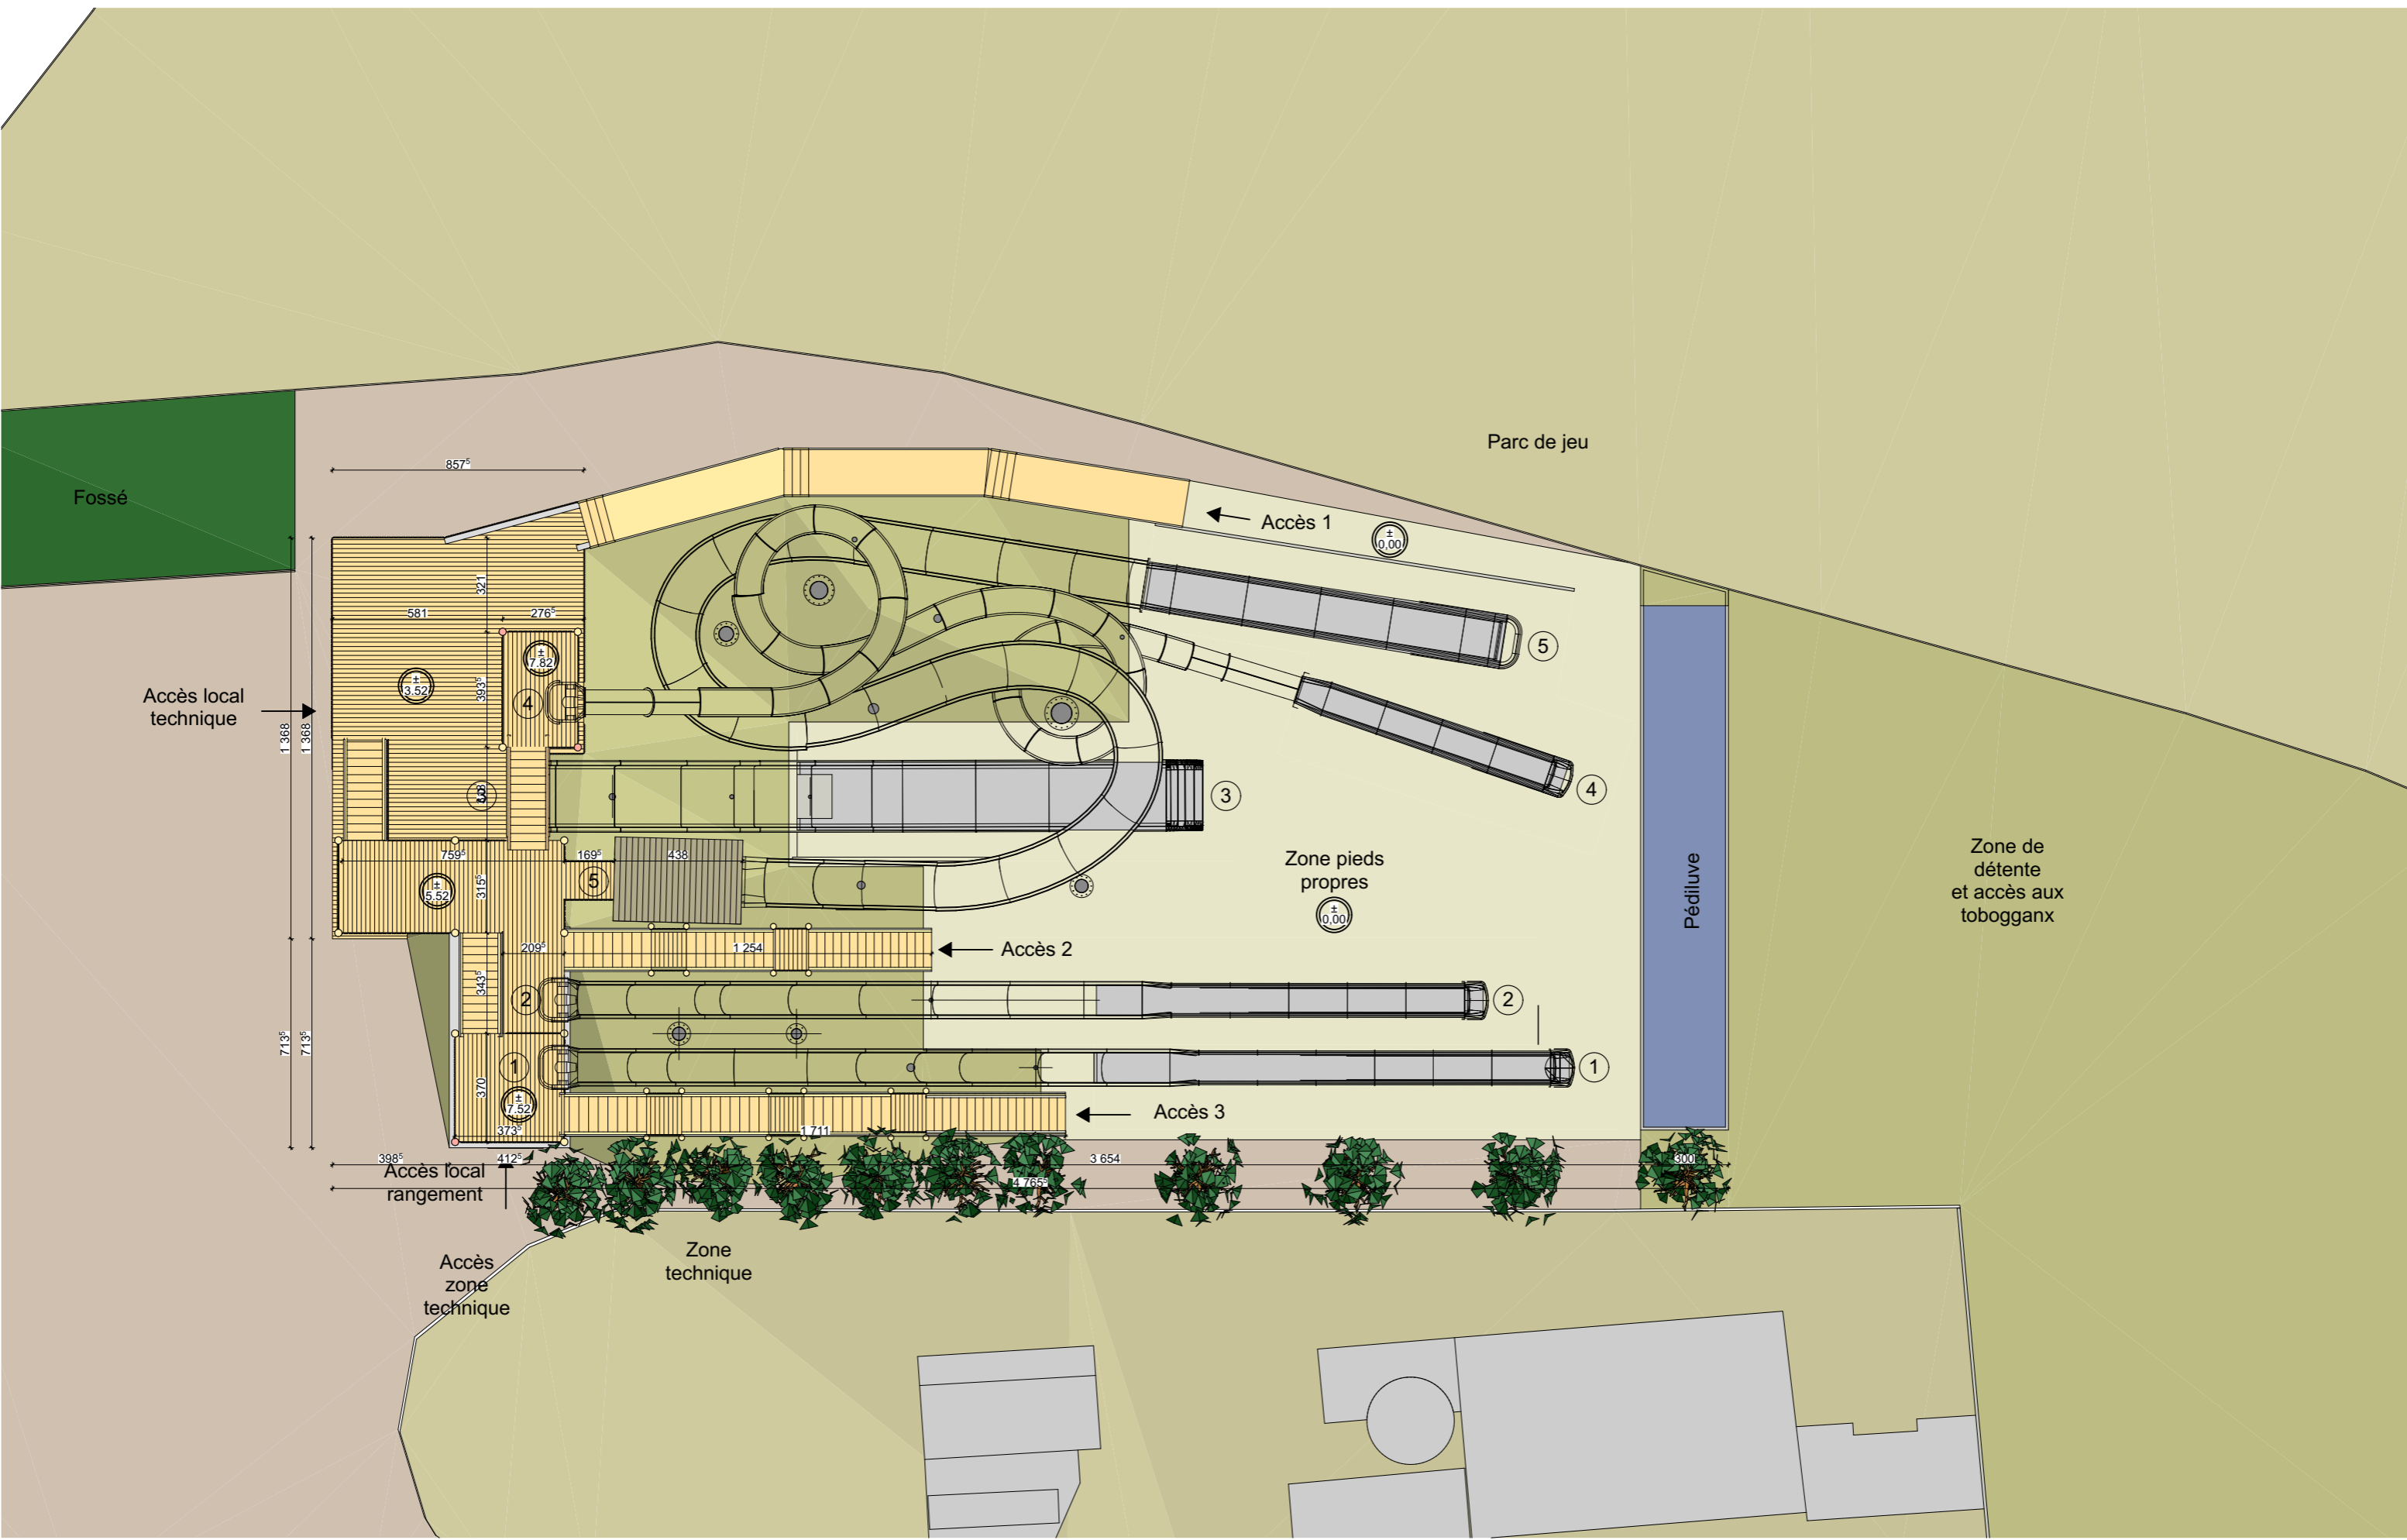 Parc de jeu
857⁵
Fossé
Accès 1
±
0,00
321
581
276⁵
±
7.82
5
±
3.52
393⁵
4
Accès local
technique
1 368
1 368
4
3
Zone pieds
propres
±
0,00
Pédiluve
Zone de
détente
et accès aux
tobogganx
759⁵
169⁵
438
5
±
5.52
315⁵
209⁵
1 254
Accès 2
343⁵
2
2
713⁵
713⁵
1
1
370
±
7.52
373⁵
1 711
Accès 3
398⁵
412⁵
3 654
300
Accès local
rangement
4 765⁵
Accès
zone
technique
Zone
technique